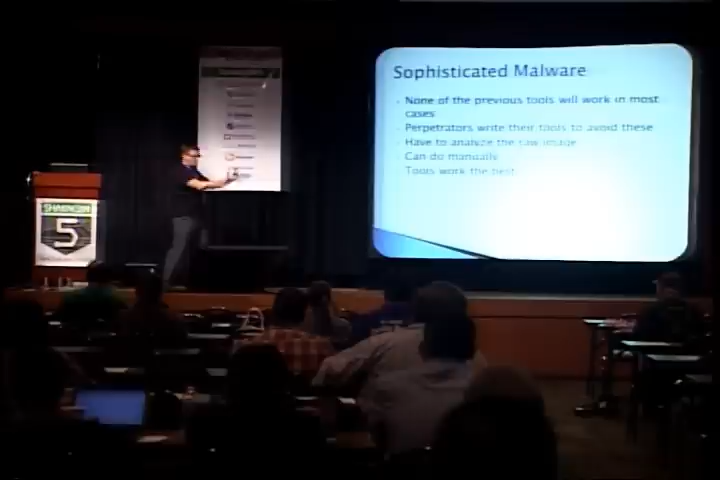 Sophisticated Malware
None of the previous tools will work in most
cases
Perpetrators write their tools to avoid these
Have to analyze the raw image
Can do manually
Tools work the best
SHAKACON
5